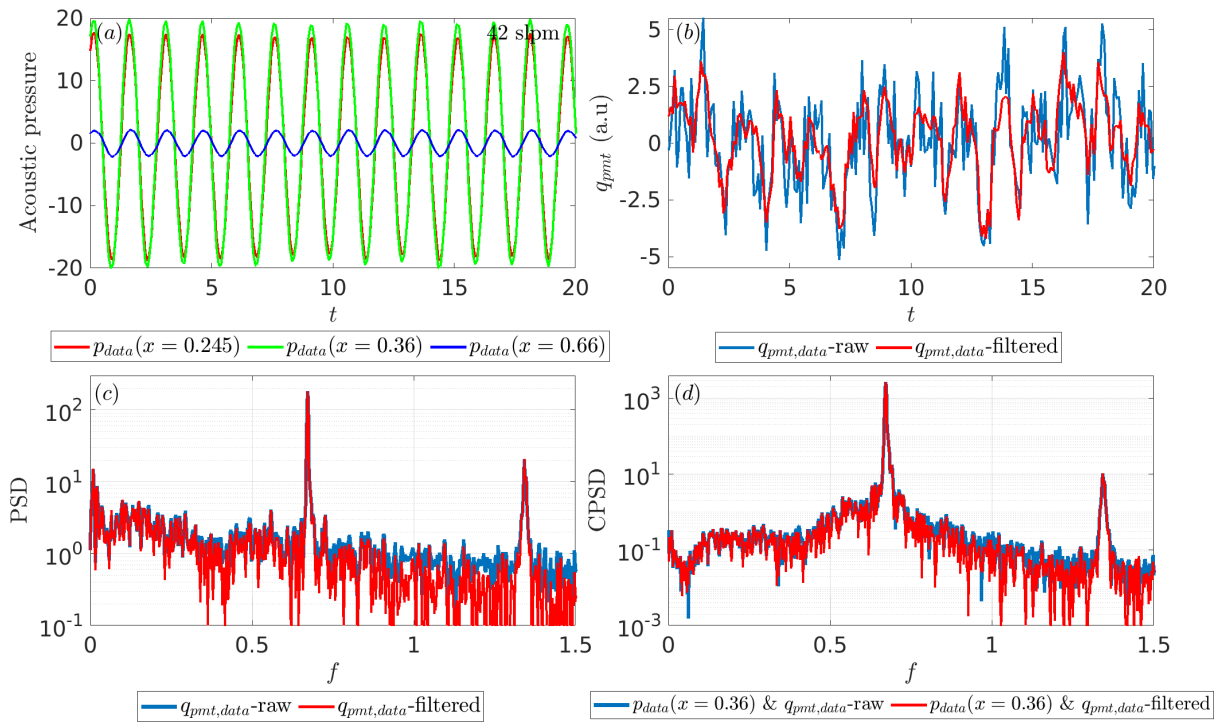 (a)
42 slpm
20
10
0
-10
-20
Acoustic pressure
0 5 10 15 20
t
p_data(x = 0.245) p_data(x = 0.36) p_data(x = 0.66)
(b)
5
2.5
0
-2.5
-5
q_pmt (a.u)
0 5 10 15 20
t
q_pmt,data-raw q_pmt,data-filtered
(c)
10^2
10^1
10^0
10^-1
PSD
0 0.5 1 1.5
f
q_pmt,data-raw q_pmt,data-filtered
(d)
10^3
10^1
10^-1
10^-3
CPSD
0 0.5 1 1.5
f
p_data(x = 0.36) & q_pmt,data-raw p_data(x = 0.36) & q_pmt,data-filtered